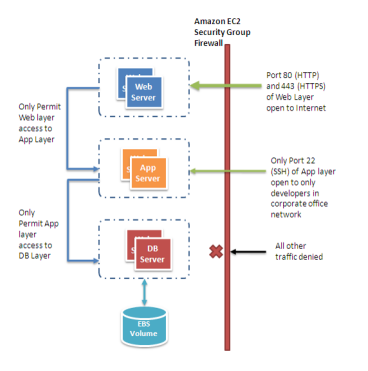 Amazon EC2
Security Group
Firewall
Web
Server
Port 80 (HTTP)
and 443 (HTTPS)
of Web Layer
open to Internet
Only Permit
Web layer
access to
App Layer
App
Server
Only Port 22
(SSH) of App layer
open to only
developers in
corporate office
network
Only
Permit App
layer
access to
DB Layer
DB
Server
All other
traffic denied
EBS
Volume